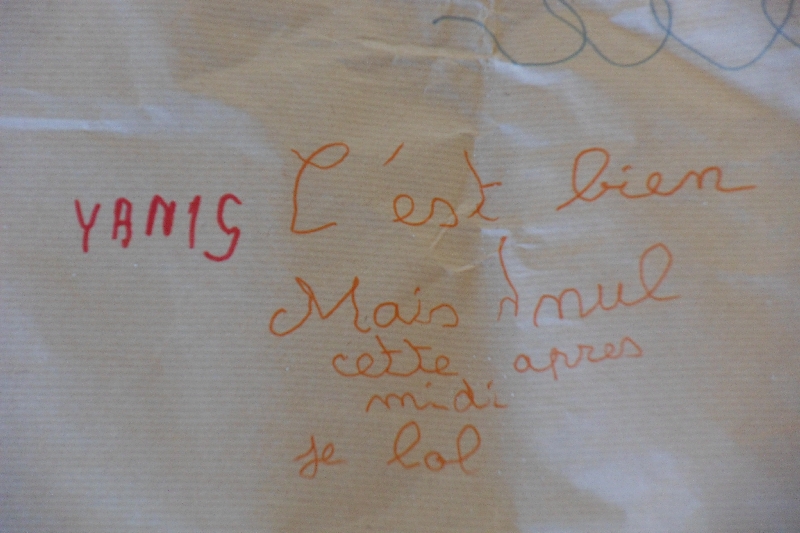 YANIS
C'est bien
Mais nul
cette apres
midi
je lol